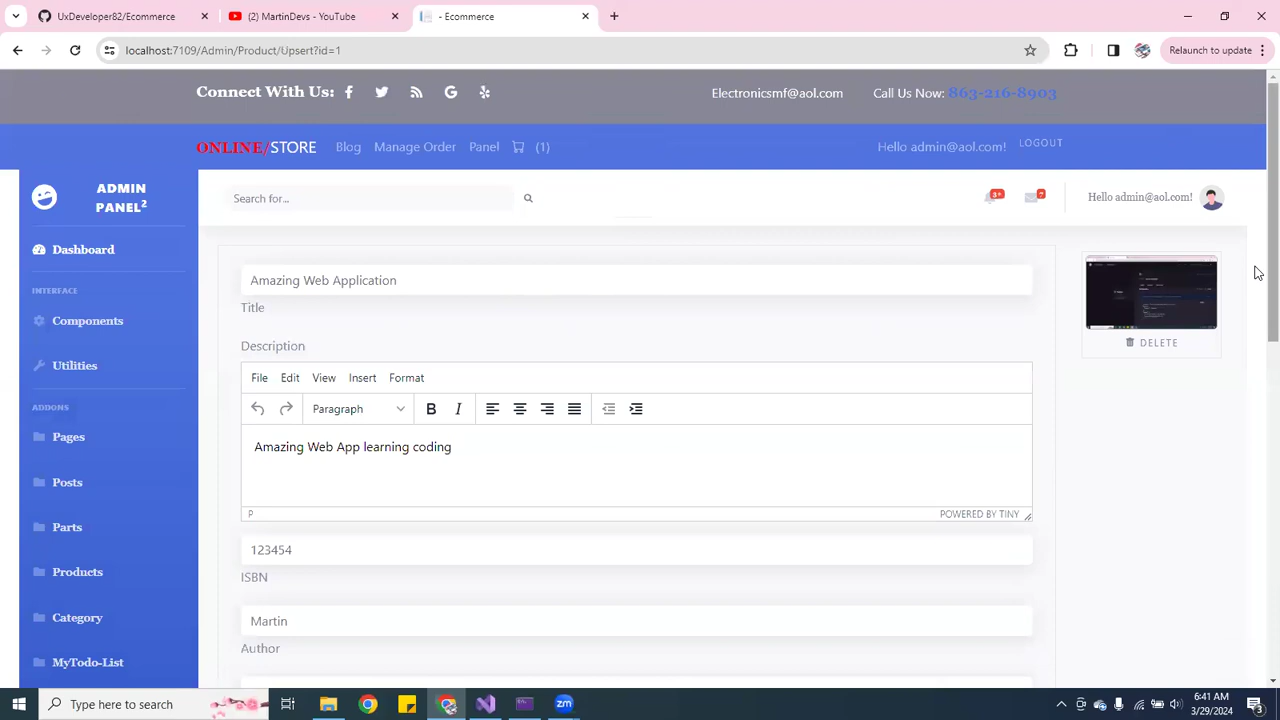 UxDeveloper82/Ecommerce
(2) Martindevs - YouTube
- Ecommerce
localhost:7109/Admin/Product/Upsert?id=1
Relaunch to update
Connect With Us:
Electronicsmf@aol.com
Call Us Now: 863-216-8903
ONLINE/STORE
Blog
Manage Order
Panel
(1)
Hello admin@aol.com!
LOGOUT
ADMIN
PANEL2
Search for...
3+
7
Hello admin@aol.com!
Dashboard
INTERFACE
Components
Utilities
ADDONS
Pages
Posts
Parts
Products
Category
MyTodo-List
Amazing Web Application
Title
Description
File Edit View Insert Format
Paragraph
B I
Amazing Web App learning coding
P
POWERED BY TINY
123454
ISBN
Martin
Author
DELETE
Type here to search
zm
6:41 AM
3/29/2024